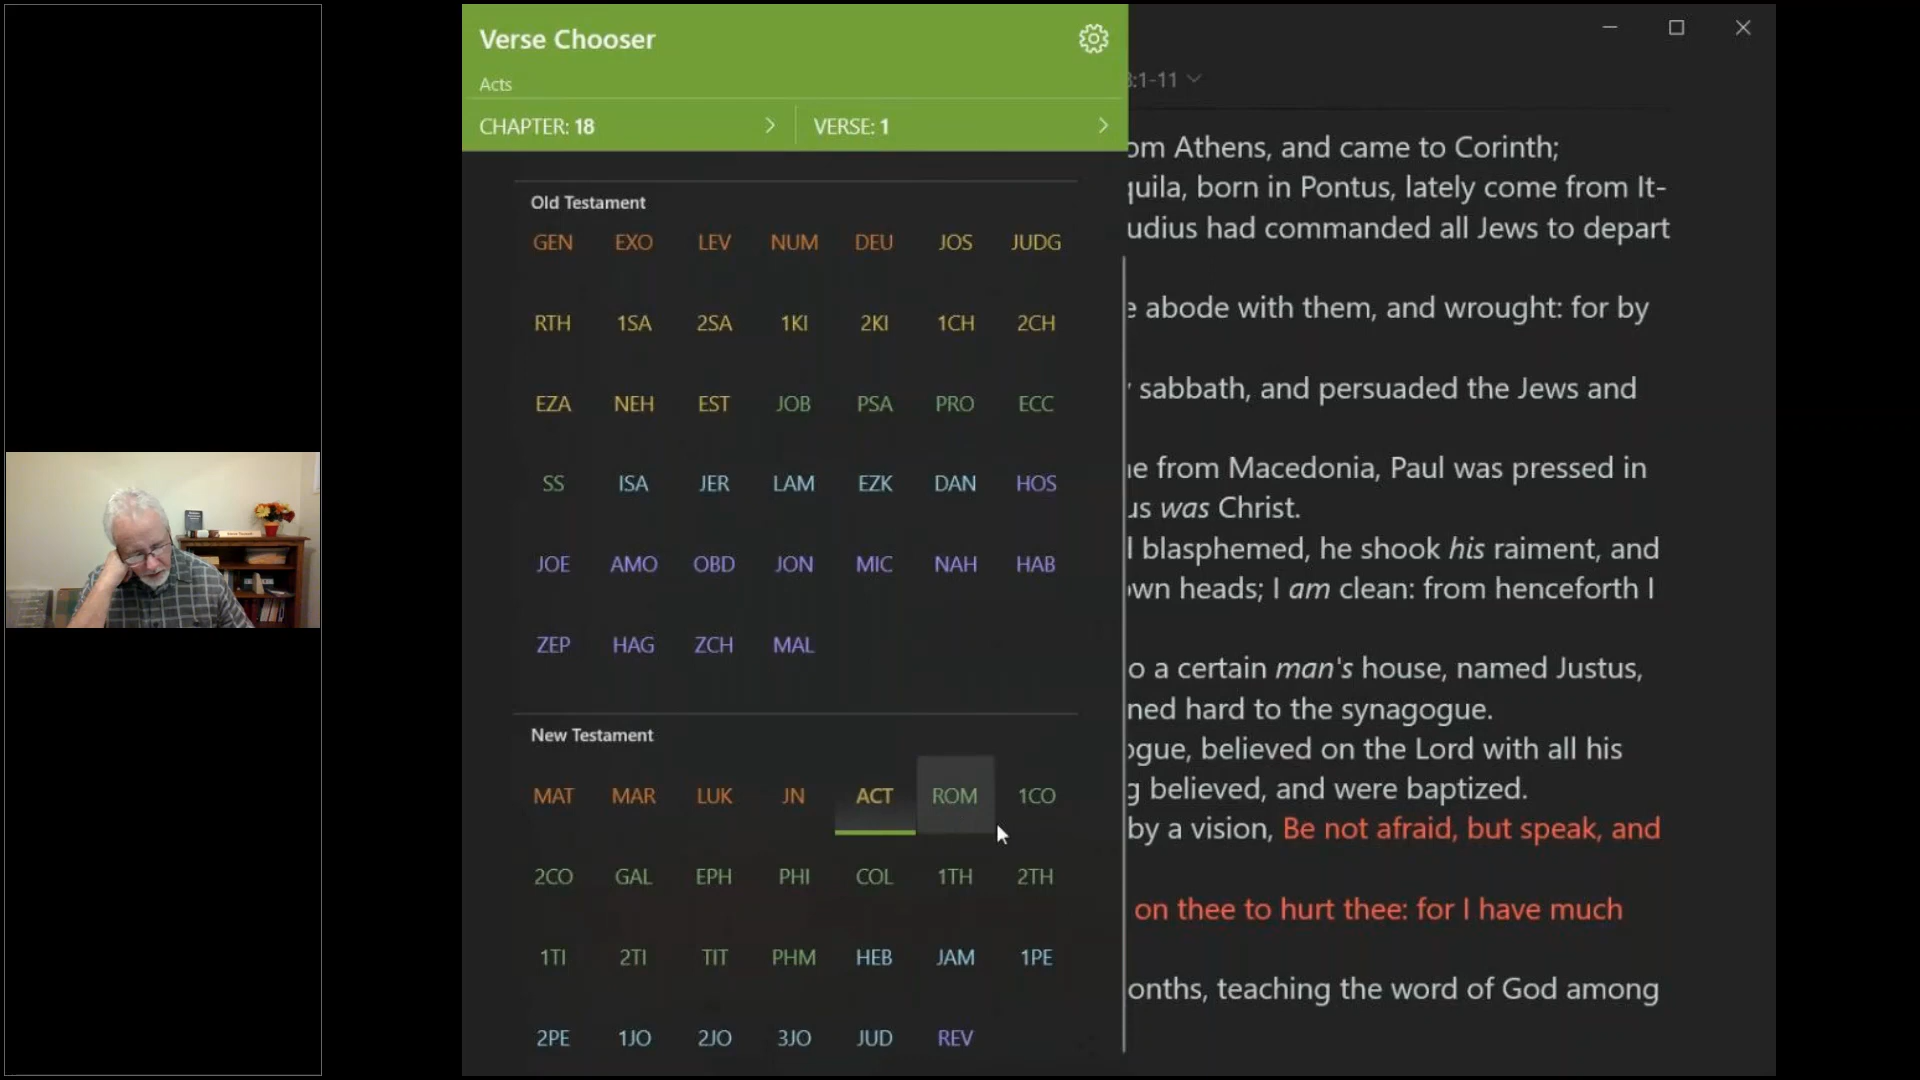 Verse Chooser
Acts
CHAPTER: 18
VERSE: 1
Old Testament
GEN EXO LEV NUM DEU JOS JUDG
RTH 1SA 2SA 1KI 2KI 1CH 2CH
EZA NEH EST JOB PSA PRO ECC
SS ISA JER LAM EZK DAN HOS
JOE AMO OBD JON MIC NAH HAB
ZEP HAG ZCH MAL
New Testament
MAT MAR LUK JN ACT ROM 1CO
2CO GAL EPH PHI COL 1TH 2TH
1TI 2TI TIT PHM HEB JAM 1PE
2PE 1JO 2JO 3JO JUD REV
:1-11
om Athens, and came to Corinth;
quila, born in Pontus, lately come from It-
udius had commanded all Jews to depart
e abode with them, and wrought: for by
sabbath, and persuaded the Jews and
e from Macedonia, Paul was pressed in
us was Christ.
blasphemed, he shook his raiment, and
wn heads; I am clean: from henceforth I
o a certain man's house, named Justus,
ned hard to the synagogue.
ogue, believed on the Lord with all his
g believed, and were baptized.
by a vision, Be not afraid, but speak, and
on thee to hurt thee: for I have much
onths, teaching the word of God among